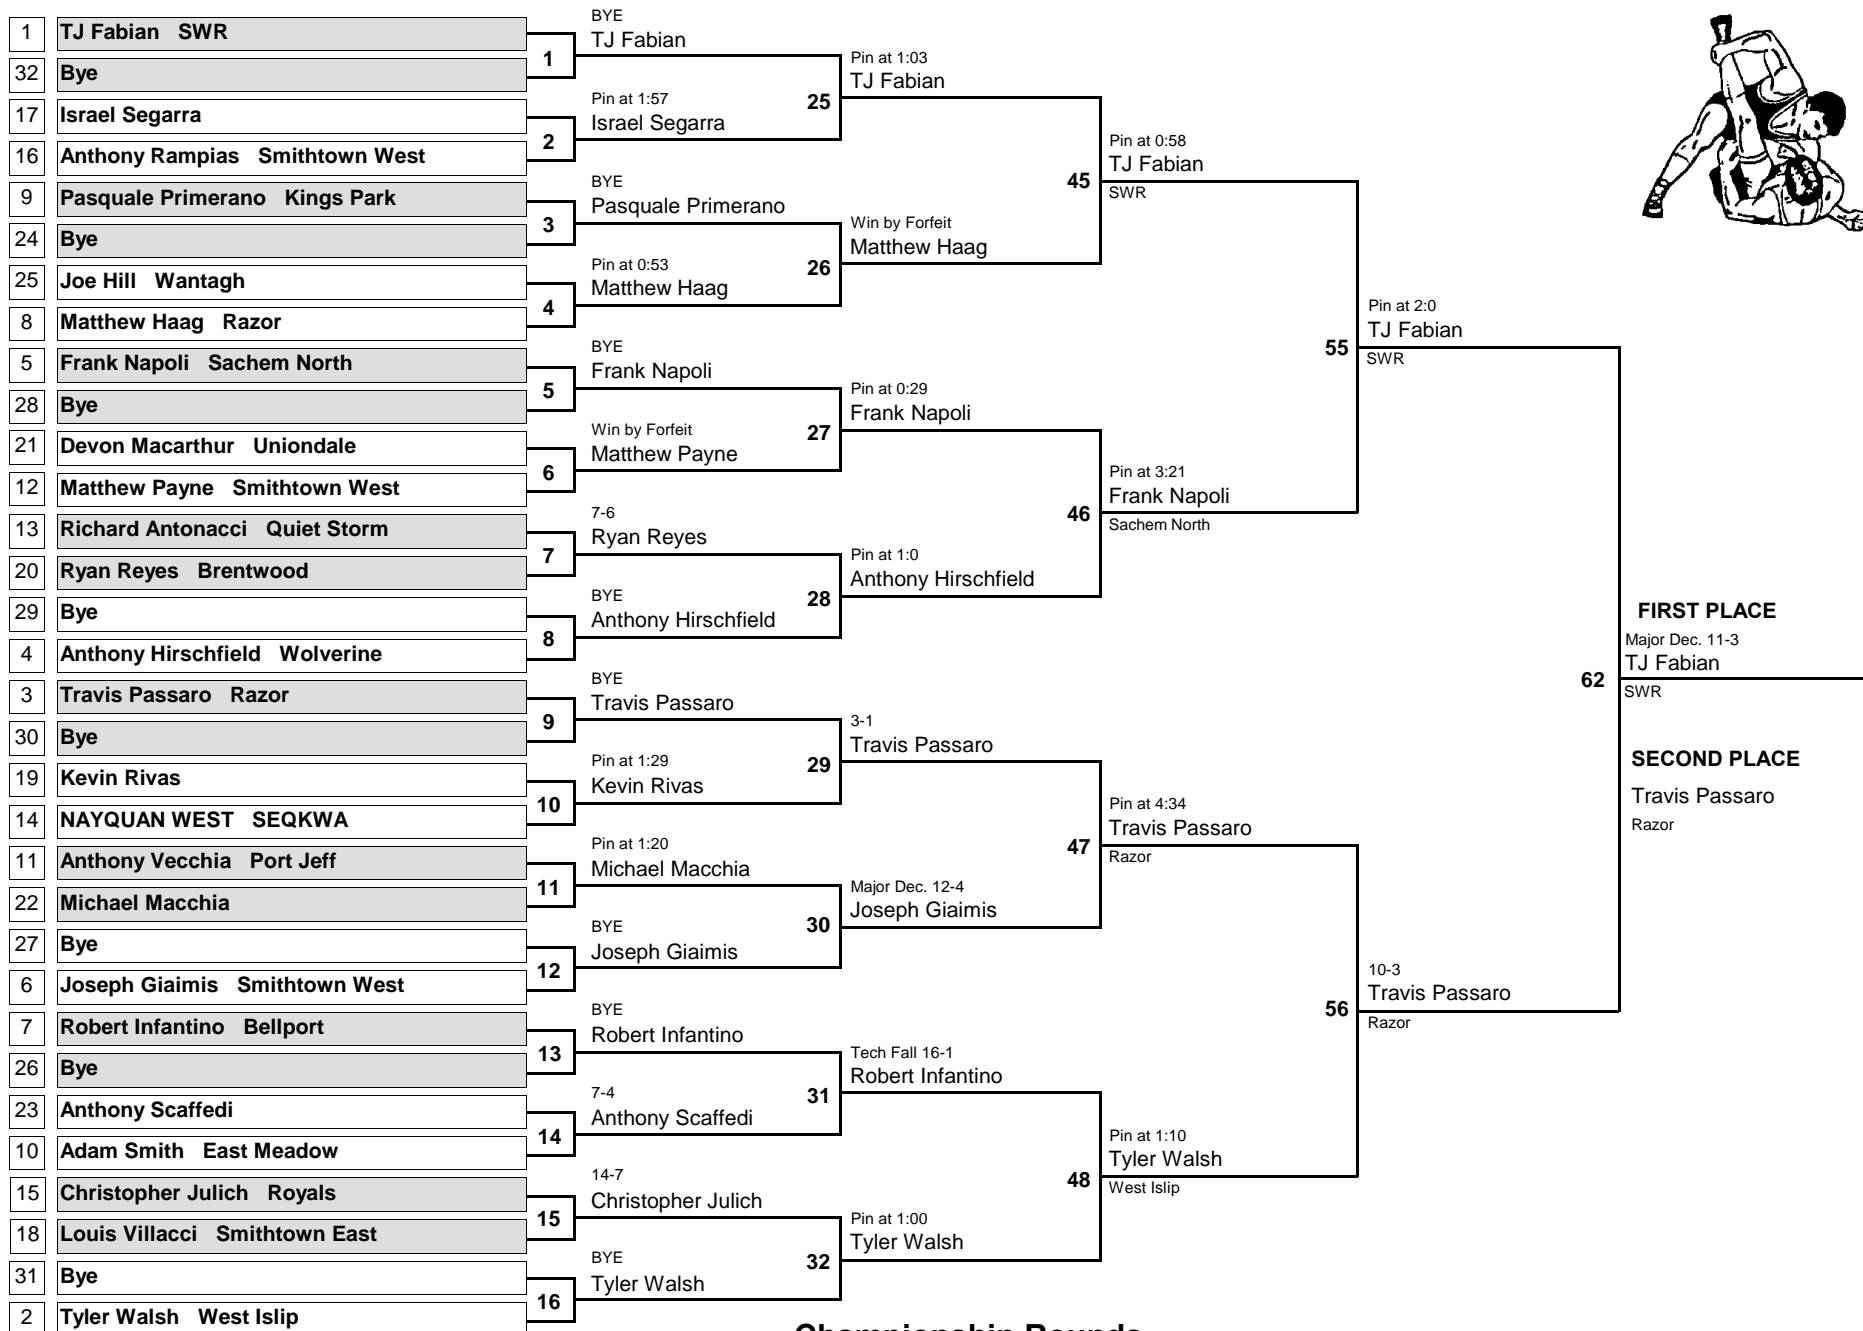 1 TJ Fabian SWR
32 Bye
17 Israel Segarra
16 Anthony Rampias Smithtown West
9 Pasquale Primerano Kings Park
24 Bye
25 Joe Hill Wantagh
8 Matthew Haag Razor
5 Frank Napoli Sachem North
28 Bye
21 Devon Macarthur Uniondale
12 Matthew Payne Smithtown West
13 Richard Antonacci Quiet Storm
20 Ryan Reyes Brentwood
29 Bye
4 Anthony Hirschfield Wolverine
3 Travis Passaro Razor
30 Bye
19 Kevin Rivas
14 NAYQUAN WEST SEQKWA
11 Anthony Vecchia Port Jeff
22 Michael Macchia
27 Bye
6 Joseph Giaimis Smithtown West
7 Robert Infantino Bellport
26 Bye
23 Anthony Scaffedi
10 Adam Smith East Meadow
15 Christopher Julich Royals
18 Louis Villacci Smithtown East
31 Bye
2 Tyler Walsh West Islip
BYE
TJ Fabian
1
Pin at 1:57
Israel Segarra
2
BYE
Pasquale Primerano
3
Pin at 0:53
Matthew Haag
4
BYE
Frank Napoli
5
Win by Forfeit
Matthew Payne
6
7-6
Ryan Reyes
7
BYE
Anthony Hirschfield
8
BYE
Travis Passaro
9
Pin at 1:29
Kevin Rivas
10
Pin at 1:20
Michael Macchia
11
BYE
Joseph Giaimis
12
BYE
Robert Infantino
13
7-4
Anthony Scaffedi
14
14-7
Christopher Julich
15
BYE
Tyler Walsh
16
Pin at 1:03
TJ Fabian
25
Win by Forfeit
Matthew Haag
26
Pin at 0:29
Frank Napoli
27
Pin at 1:0
Anthony Hirschfield
28
3-1
Travis Passaro
29
Major Dec. 12-4
Joseph Giaimis
30
Tech Fall 16-1
Robert Infantino
31
Pin at 1:00
Tyler Walsh
32
Pin at 0:58
TJ Fabian
45
SWR
Pin at 3:21
Frank Napoli
46
Sachem North
Pin at 4:34
Travis Passaro
47
Razor
Pin at 1:10
Tyler Walsh
48
West Islip
Pin at 2:0
TJ Fabian
55
SWR
10-3
Travis Passaro
56
Razor
FIRST PLACE
Major Dec. 11-3
TJ Fabian
62
SWR
SECOND PLACE
Travis Passaro
Razor
Championship Rounds